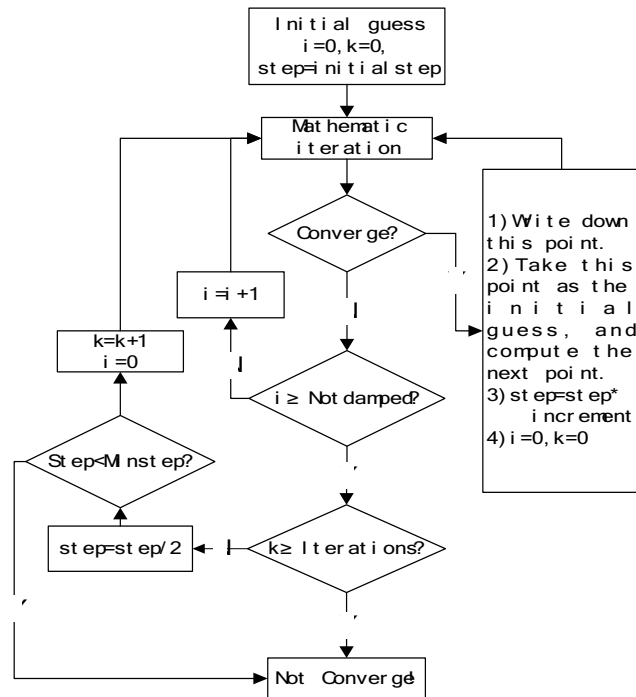 Initial guess
i=0, k=0,
step=initialstep
Mathematic
iteration
Converge?
i=i+1
k=k+1
i=0
i ≥ Notdamped?
Step<Minstep?
step=step/2
k≥ Iterations?
Not Converge!
1) Write down
this point.
2) Take this
point as the
initial
guess, and
compute the
next point.
3) step=step*
increment
4) i=0, k=0